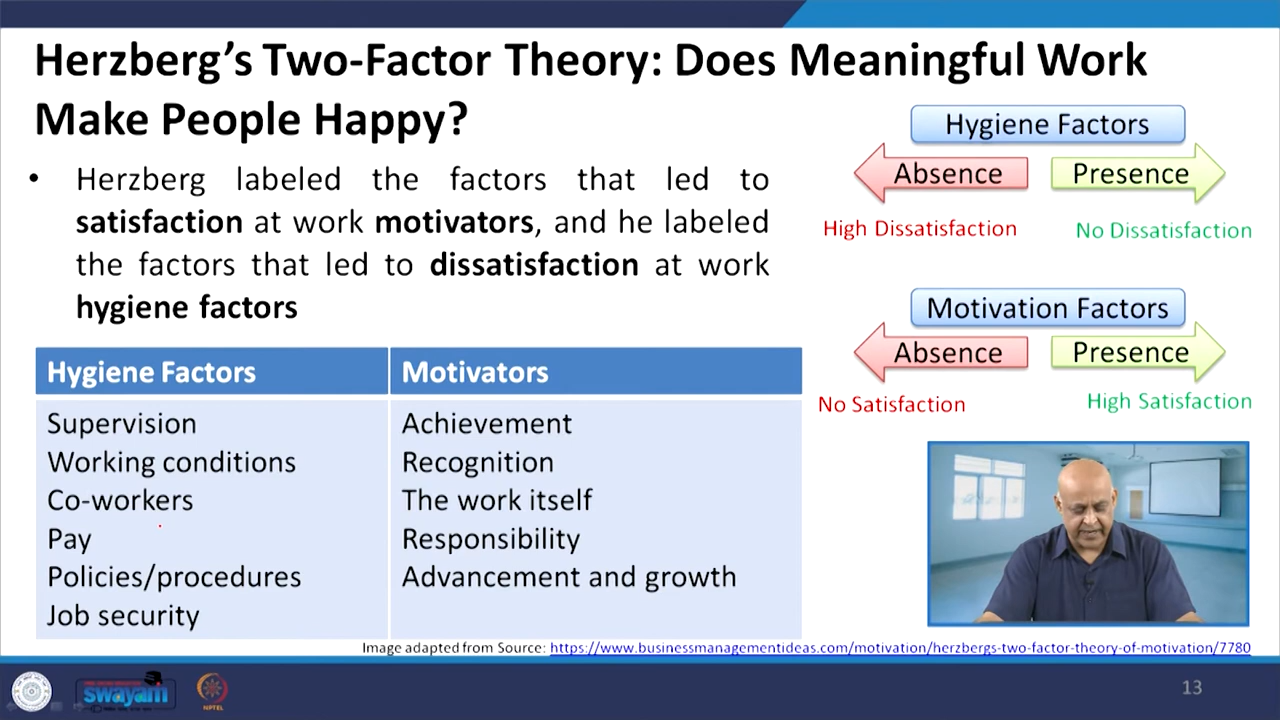 Herzberg's Two-Factor Theory: Does Meaningful Work
Make People Happy?
• Herzberg labeled the factors that led to
satisfaction at work motivators, and he labeled
the factors that led to dissatisfaction at work
hygiene factors
Hygiene Factors
Absence
Presence
High Dissatisfaction
No Dissatisfaction
Motivation Factors
Absence
Presence
No Satisfaction
High Satisfaction
Hygiene Factors
Supervision
Working conditions
Co-workers
Pay
Policies/procedures
Job security
Motivators
Achievement
Recognition
The work itself
Responsibility
Advancement and growth
Image adapted from Source: https://www.businessmanagementideas.com/motivation/herzbergs-two-factor-theory-of-motivation/7780
swayam
NPTEL
13